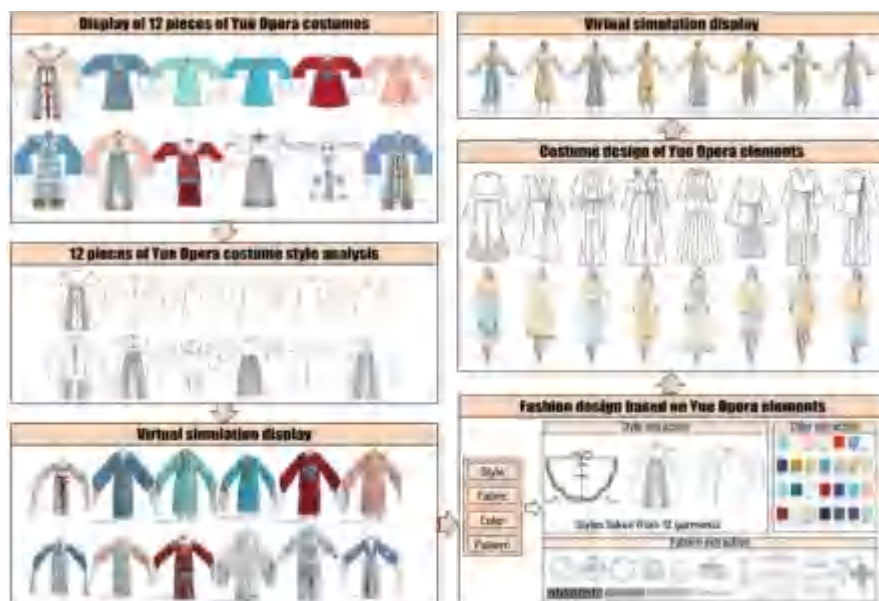 Display of 12 pieces of Yue Opera costumes
12 pieces of Yue Opera costume style analysis
Virtual simulation display
Virtual simulation display
Costume design of Yue Opera elements
Fashion design based on Yue Opera elements
Style
Fabric
Color
Pattern
Style extraction
Styles taken from 12 garments
Color extraction
Pattern extraction